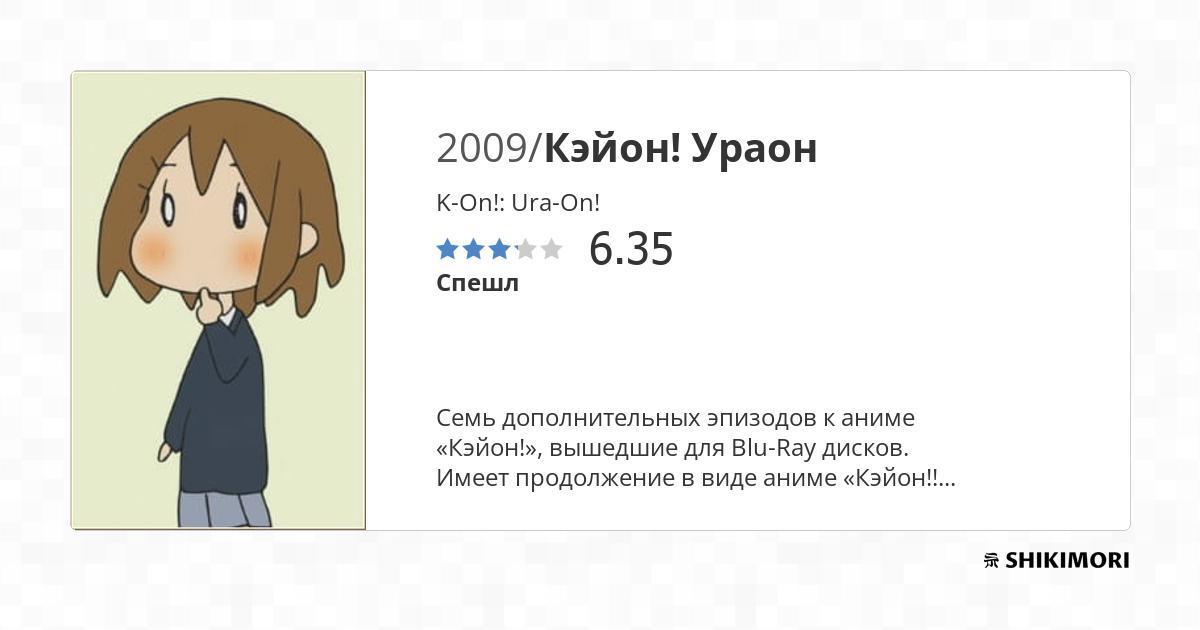 2009/Кэйон! Ураон
K-On!: Ura-On!
6.35
Спешл
Семь дополнительных эпизодов к аниме
«Кэйон!», вышедшие для Blu-Ray дисков.
Имеет продолжение в виде аниме «Кэйон!!...
SHIKIMORI